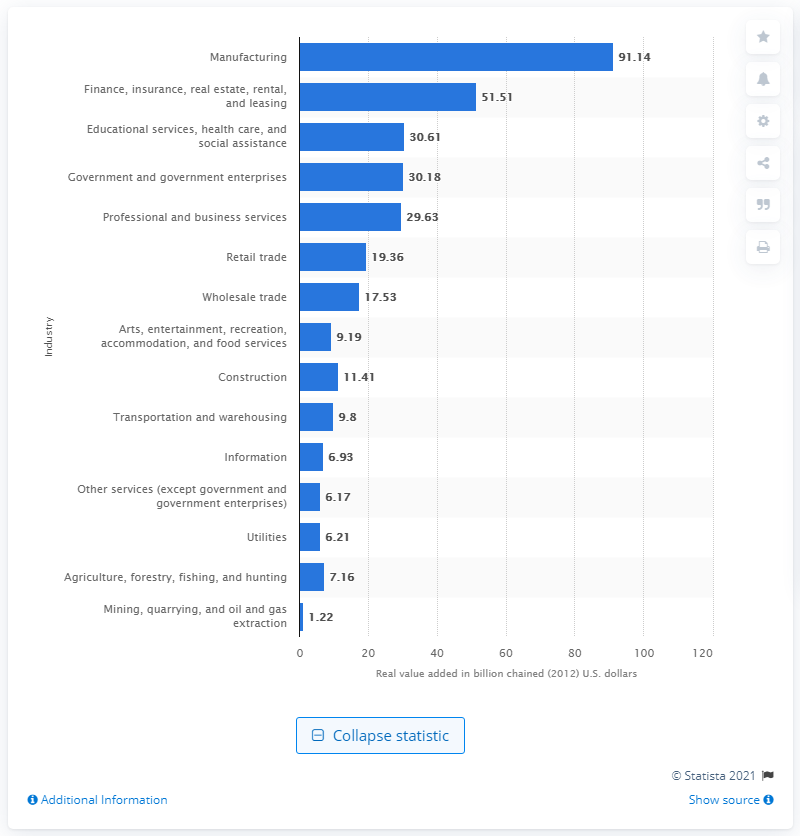 Manufacturing
91.14
Finance, insurance, real estate, rental,
and leasing
51.51
Educational services, health care, and
social assistance
30.61
Government and government enterprises
30.18
Professional and business services
29.63
Retail trade
19.36
Wholesale trade
17.53
Arts, entertainment, recreation,
accommodation, and food services
9.19
Construction
11.41
Transportation and warehousing
9.8
Information
6.93
Other services (except government and
government enterprises)
6.17
Utilities
6.21
Agriculture, forestry, fishing, and hunting
7.16
Mining, quarrying, and oil and gas
extraction
1.22
Industry
0 20 40 60 80 100 120
Real value added in billion chained (2012) U.S. dollars
Collapse statistic
© Statista 2021
Additional Information
Show source